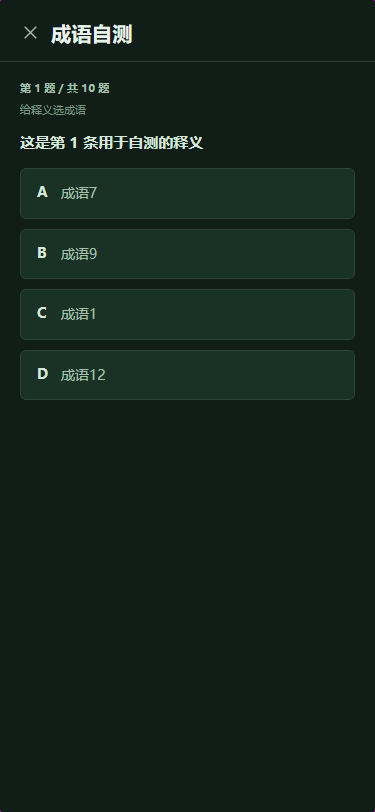 成语自测
第 1 题 / 共 10 题
给释义选成语
这是第 1 条用于自测的释义
A 成语7
B 成语9
C 成语1
D 成语12